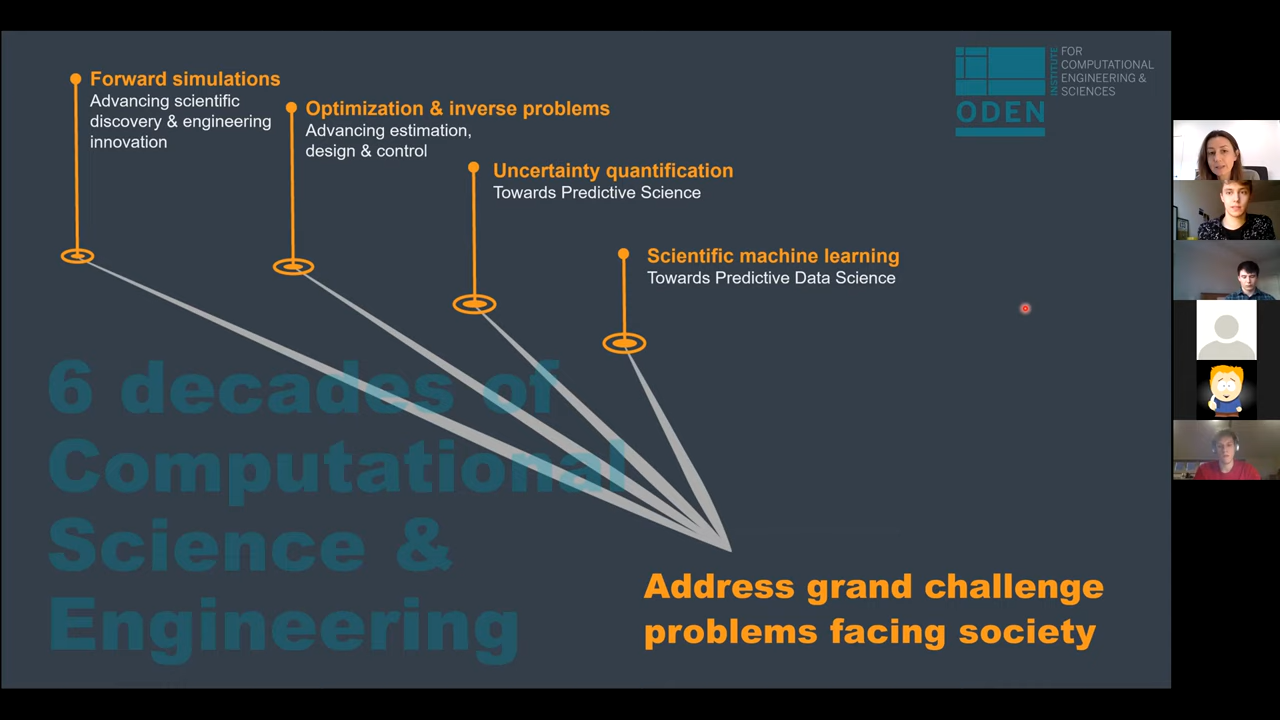 Forward simulations
Advancing scientific
discovery & engineering
innovation
Optimization & inverse problems
Advancing estimation,
design & control
Uncertainty quantification
Towards Predictive Science
Scientific machine learning
Towards Predictive Data Science
ODEN
INSTITUTE
FOR
COMPUTATIONAL
ENGINEERING &
SCIENCES
6 decades of
Computational
Science &
Engineering
Address grand challenge
problems facing society